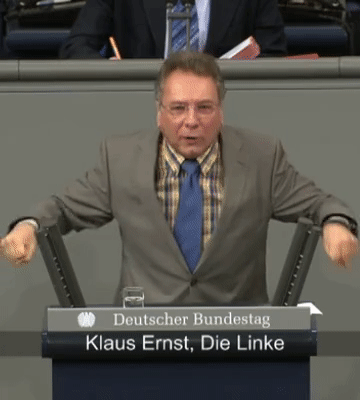 Deutscher Bundestag
Klaus Ernst, Die Linke